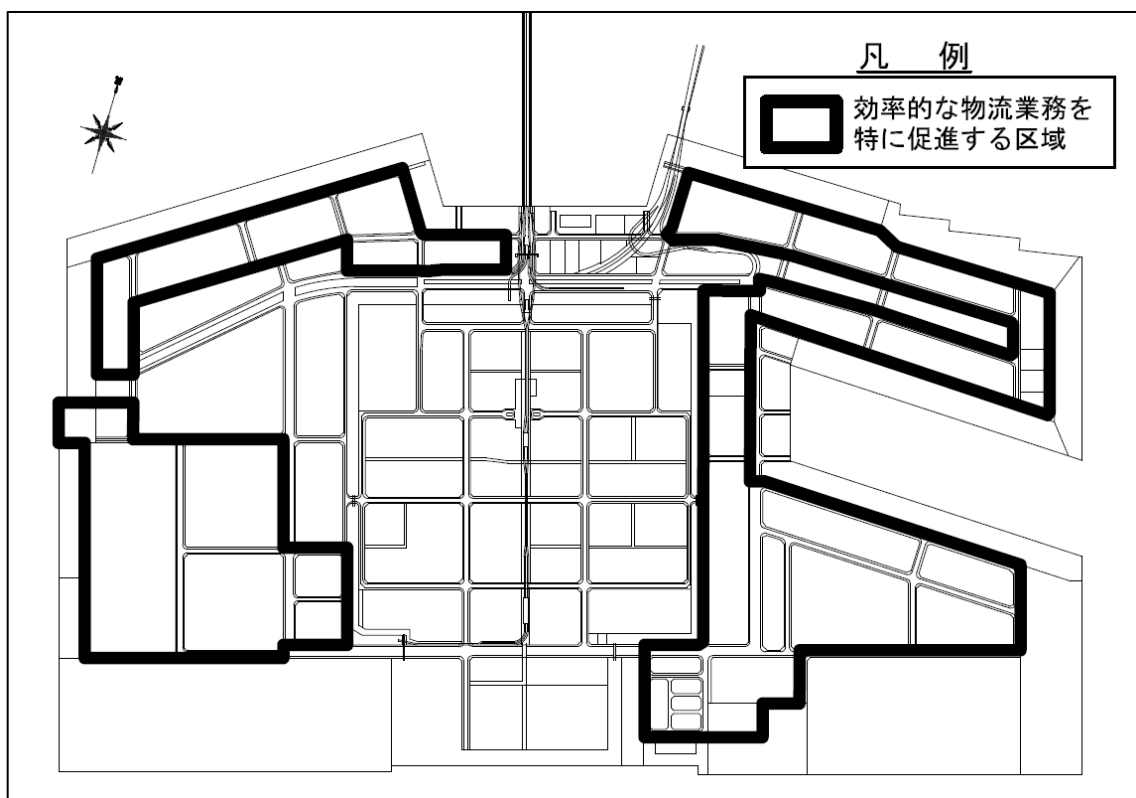 凡 例
効率的な物流業務を
特に促進する区域